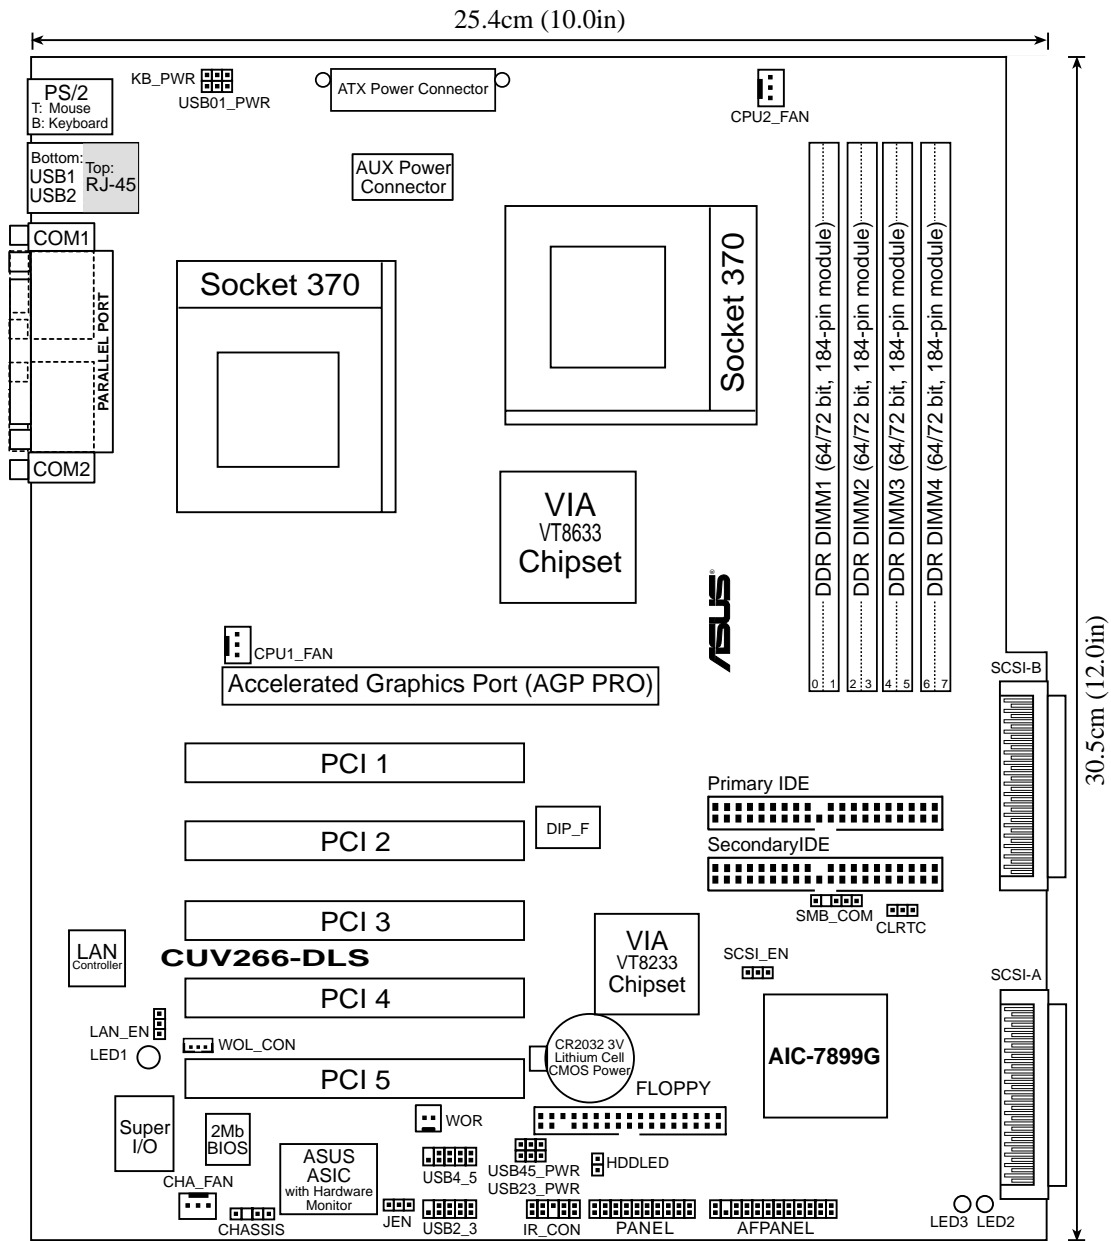 25.4cm (10.0in)
KB_PWR
USB01_PWR
ATX Power Connector
CPU2_FAN
PS/2
T: Mouse
B: Keyboard
Bottom:
USB1
USB2
Top:
RJ-45
AUX Power
Connector
COM1
PARALLEL PORT
COM2
Socket 370
Socket 370
DDR DIMM1 (64/72 bit, 184-pin module)
DDR DIMM2 (64/72 bit, 184-pin module)
DDR DIMM3 (64/72 bit, 184-pin module)
DDR DIMM4 (64/72 bit, 184-pin module)
0 1
2 3
4 5
6 7
VIA
VT8633
Chipset
ASUS®
CPU1_FAN
Accelerated Graphics Port (AGP PRO)
SCSI-B
30.5cm (12.0in)
PCI 1
Primary IDE
PCI 2
DIP_F
SecondaryIDE
SMB_COM
CLRTC
PCI 3
LAN
Controller
CUV266-DLS
VIA
VT8233
Chipset
SCSI_EN
SCSI-A
PCI 4
LAN_EN
LED1
WOL_CON
CR2032 3V
Lithium Cell
CMOS Power
AIC-7899G
PCI 5
FLOPPY
Super
I/O
2Mb
BIOS
WOR
ASUS
ASIC
with Hardware
Monitor
USB4_5
USB45_PWR
USB23_PWR
HDDLED
CHA_FAN
CHASSIS
JEN
USB2_3
IR_CON
PANEL
AFPANEL
LED3
LED2